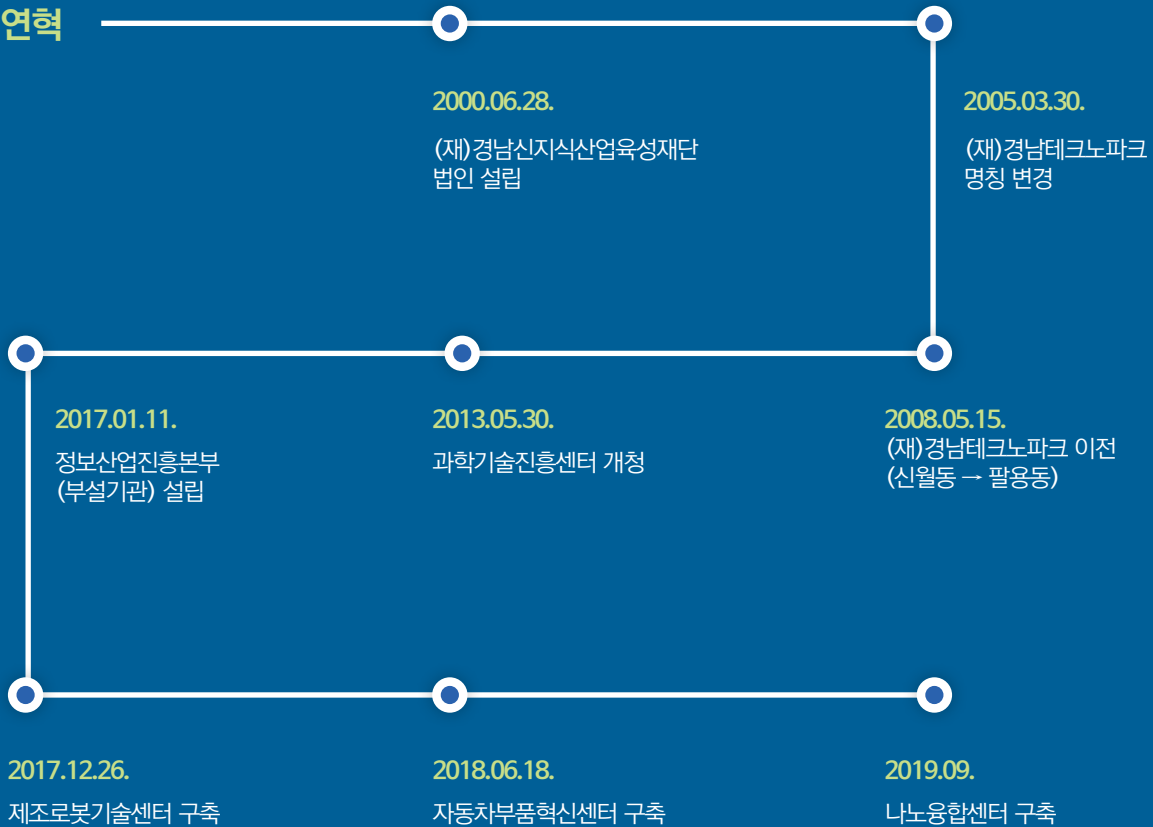 연혁
2000.06.28.
(재)경남신지식산업육성재단
법인 설립
2005.03.30.
(재)경남테크노파크
명칭 변경
2008.05.15.
(재)경남테크노파크 이전
(신월동 → 팔용동)
2013.05.30.
과학기술진흥센터 개청
2017.01.11.
정보산업진흥본부
(부설기관) 설립
2017.12.26.
제조로봇기술센터 구축
2018.06.18.
자동차부품혁신센터 구축
2019.09.
나노융합센터 구축